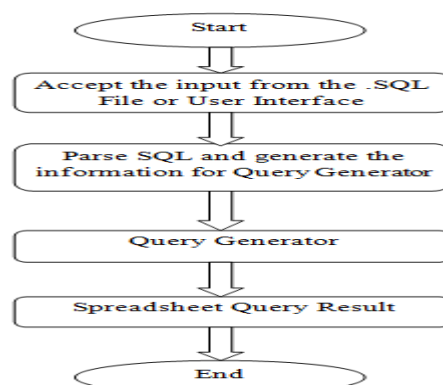 Start
Accept the input from the .SQL
File or User Interface
Parse SQL and generate the
information for Query Generator
Query Generator
Spreadsheet Query Result
End